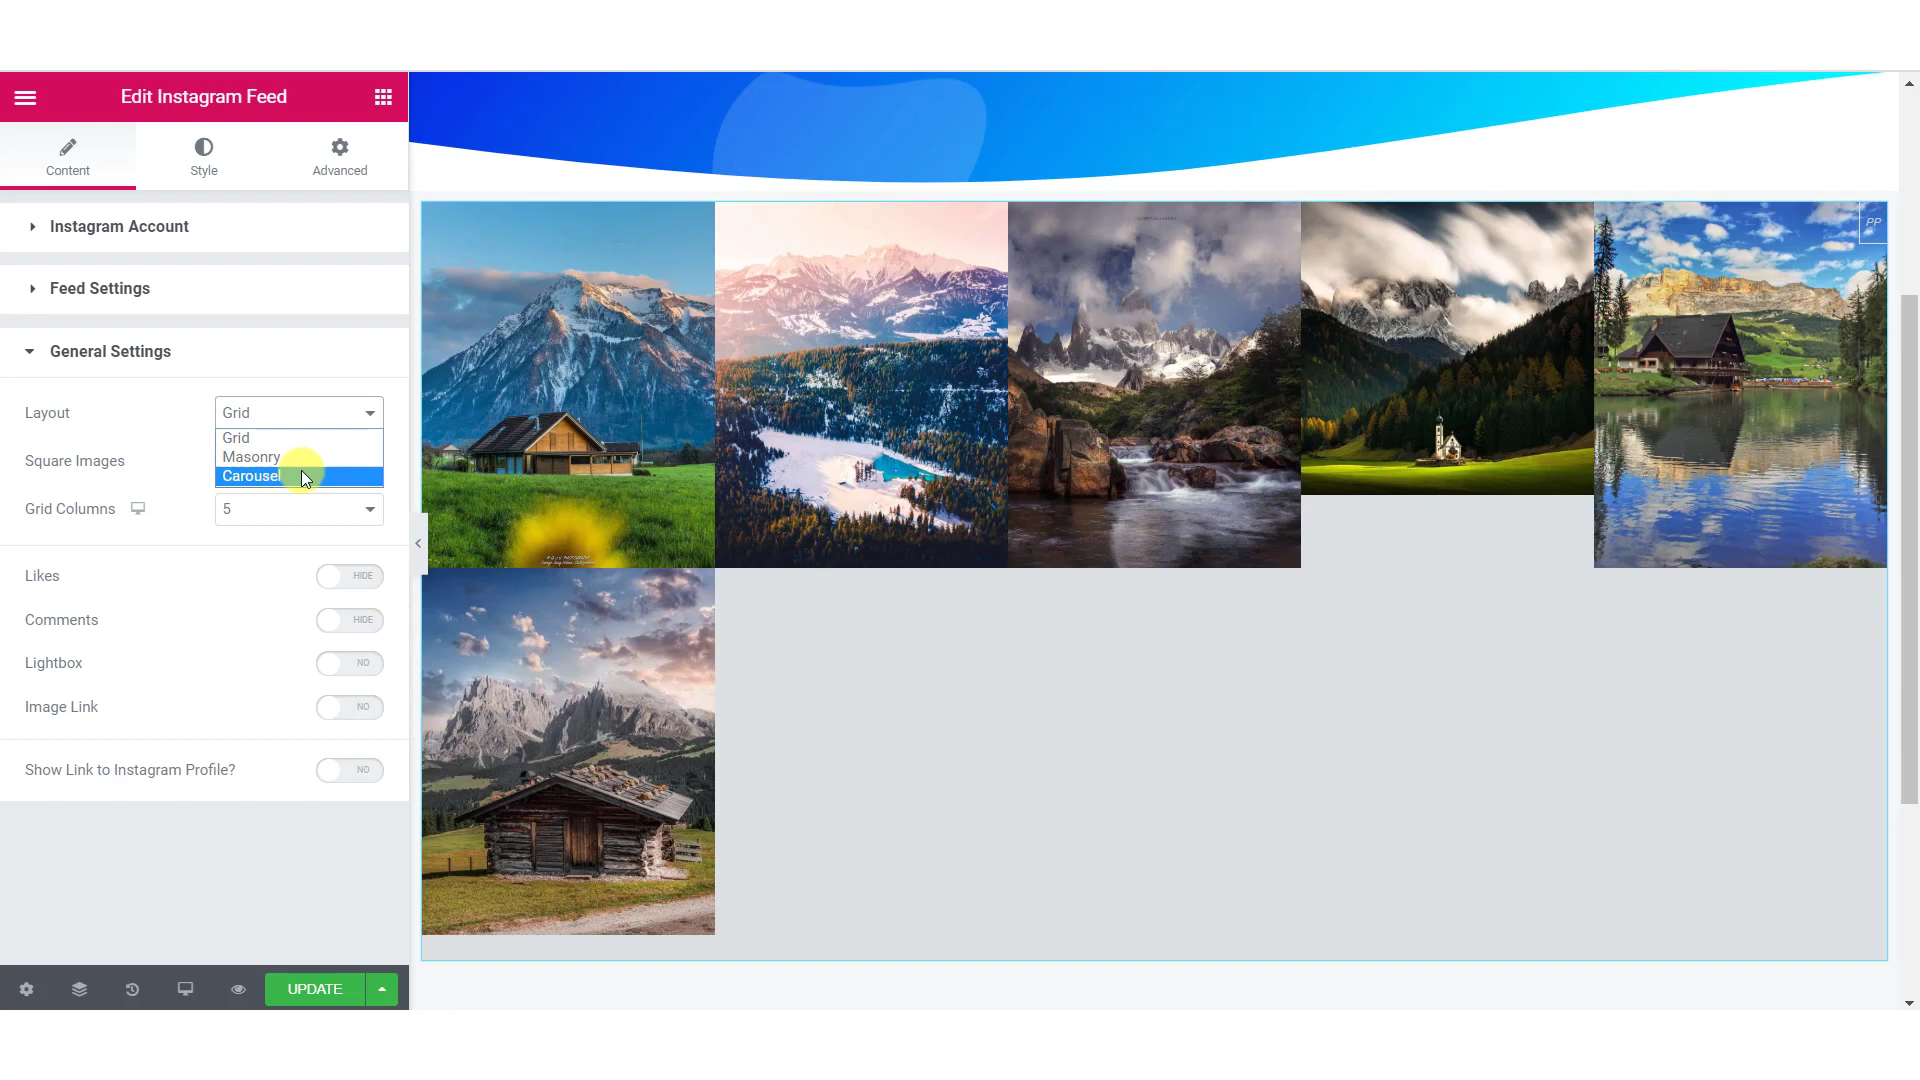 Edit Instagram Feed
Content
Style
Advanced
Instagram Account
Feed Settings
General Settings
Layout
Grid
Grid
Masonry
Carousel
Square Images
Grid Columns
5
Likes
HIDE
Comments
HIDE
Lightbox
NO
Image Link
NO
Show Link to Instagram Profile?
NO
UPDATE
PP